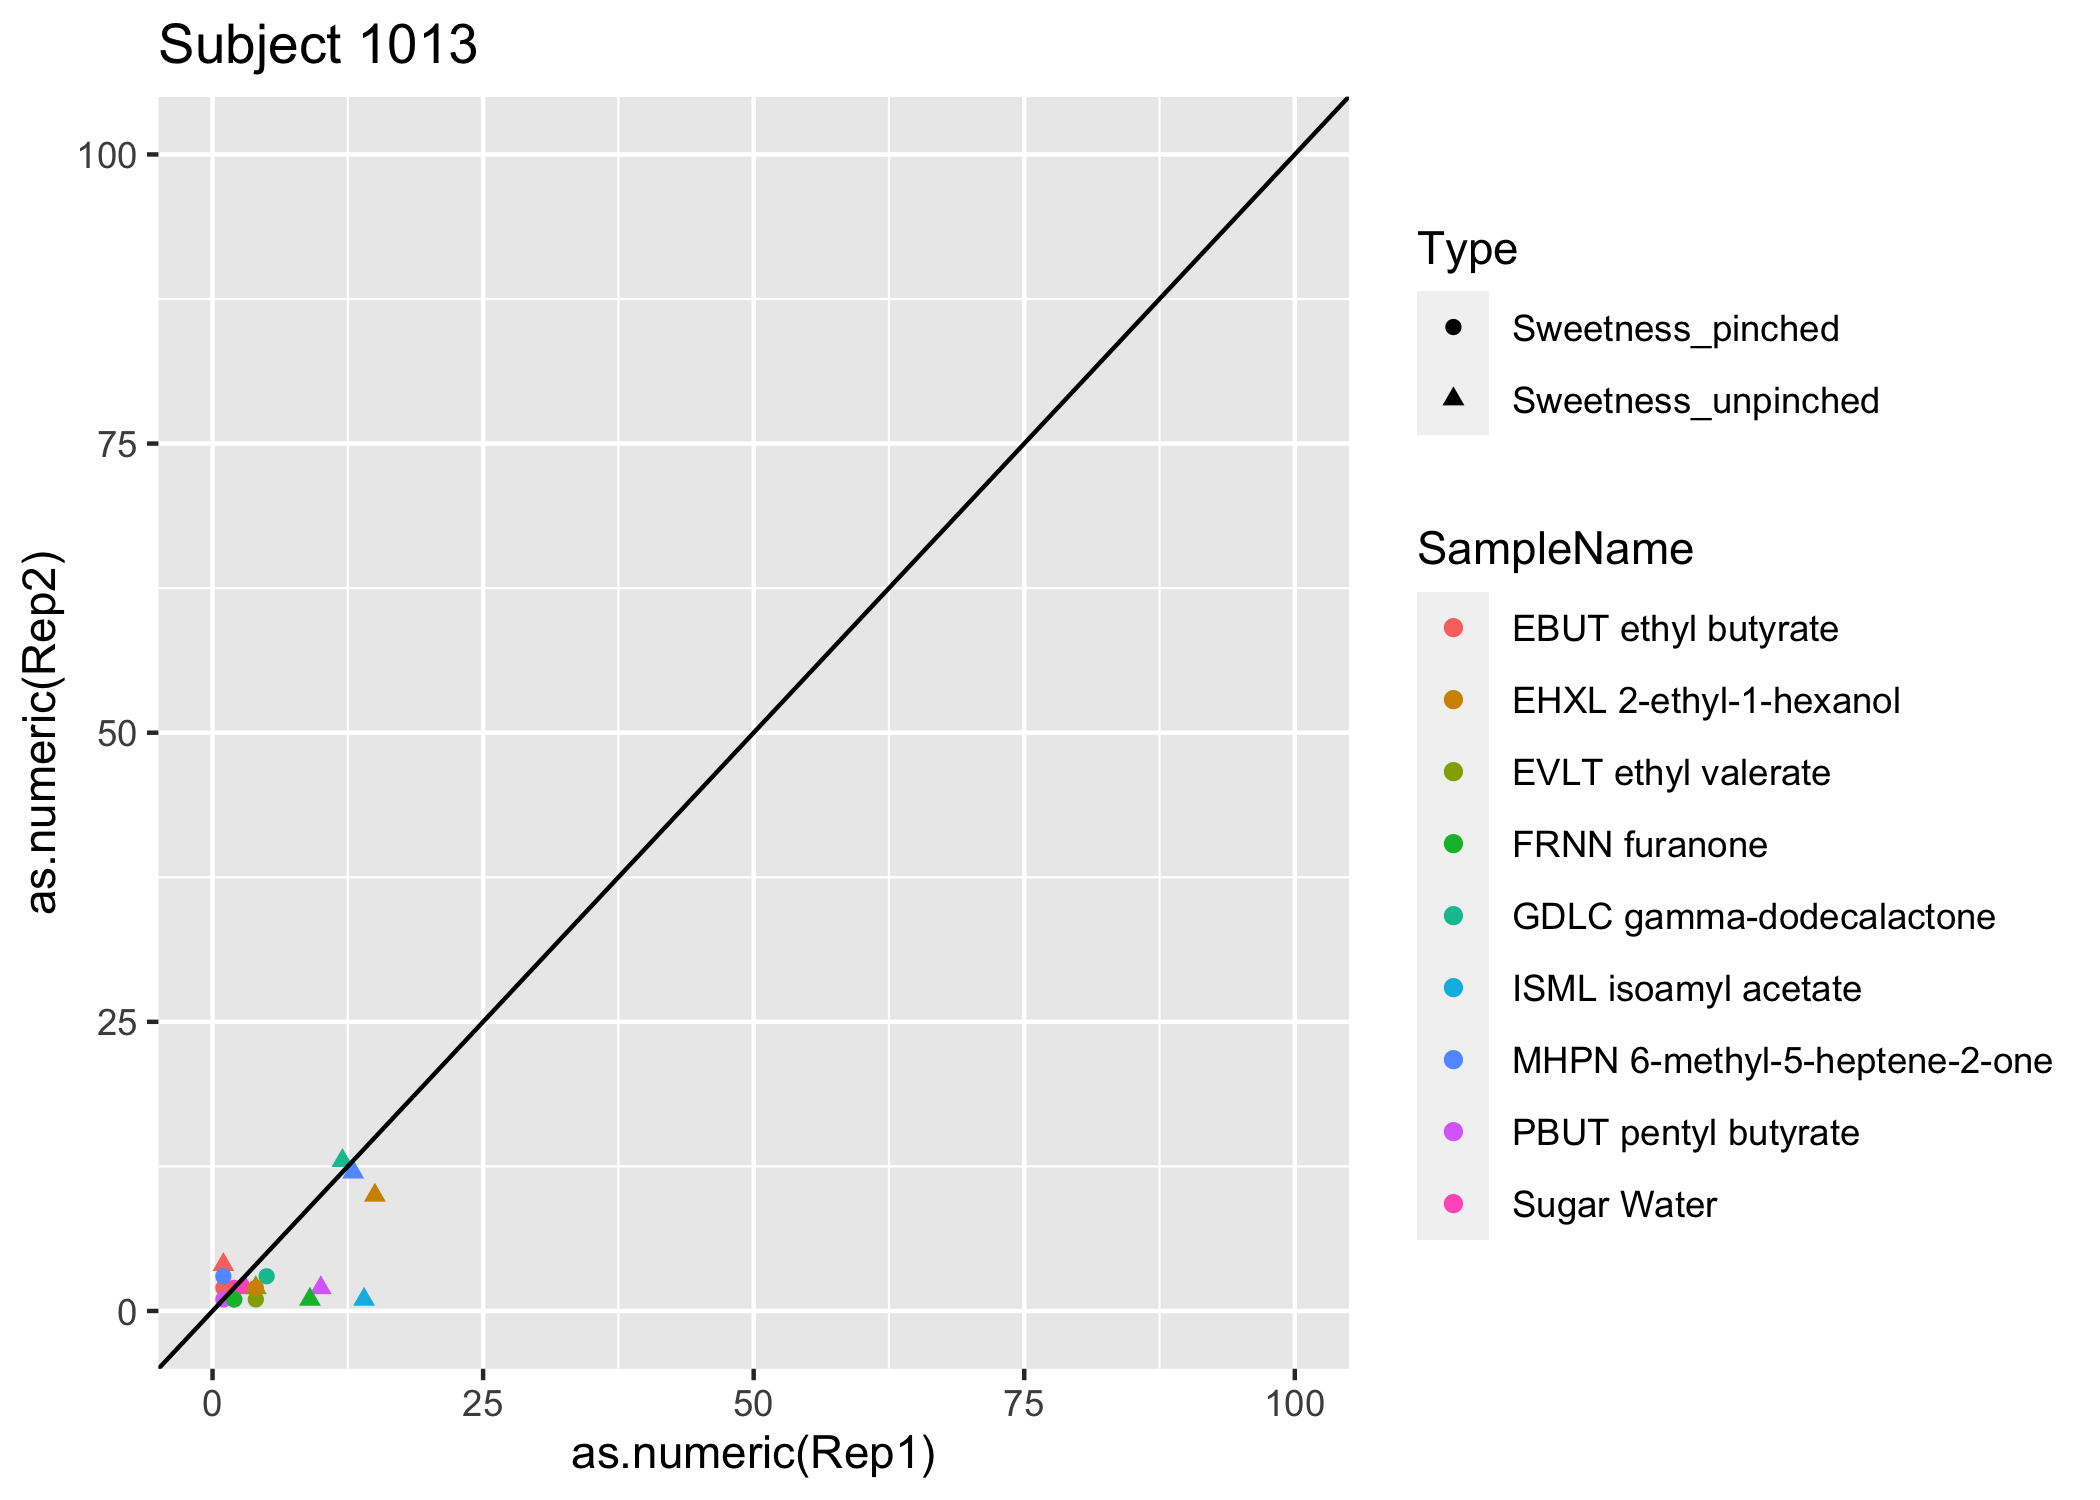 Subject 1013
100
75
50
25
0
as.numeric(Rep2)
0 25 50 75 100
as.numeric(Rep1)
Type
Sweetness_pinched
Sweetness_unpinched
SampleName
EBUT ethyl butyrate
EHXL 2-ethyl-1-hexanol
EVLT ethyl valerate
FRNN furanone
GDLC gamma-dodecalactone
ISML isoamyl acetate
MHPN 6-methyl-5-heptene-2-one
PBUT pentyl butyrate
Sugar Water